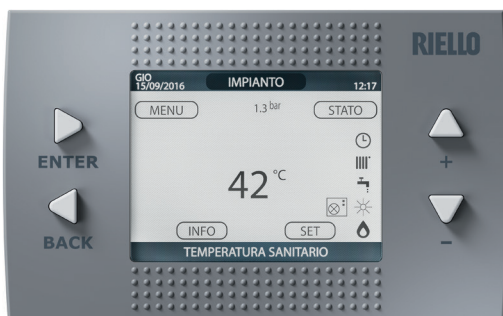 RIELLO
GIO
15/09/2016 IMPIANTO 12:17
MENU 1.3 bar STATO
ENTER
+
42 °C
BACK
INFO SET
-
TEMPERATURA SANITARIO